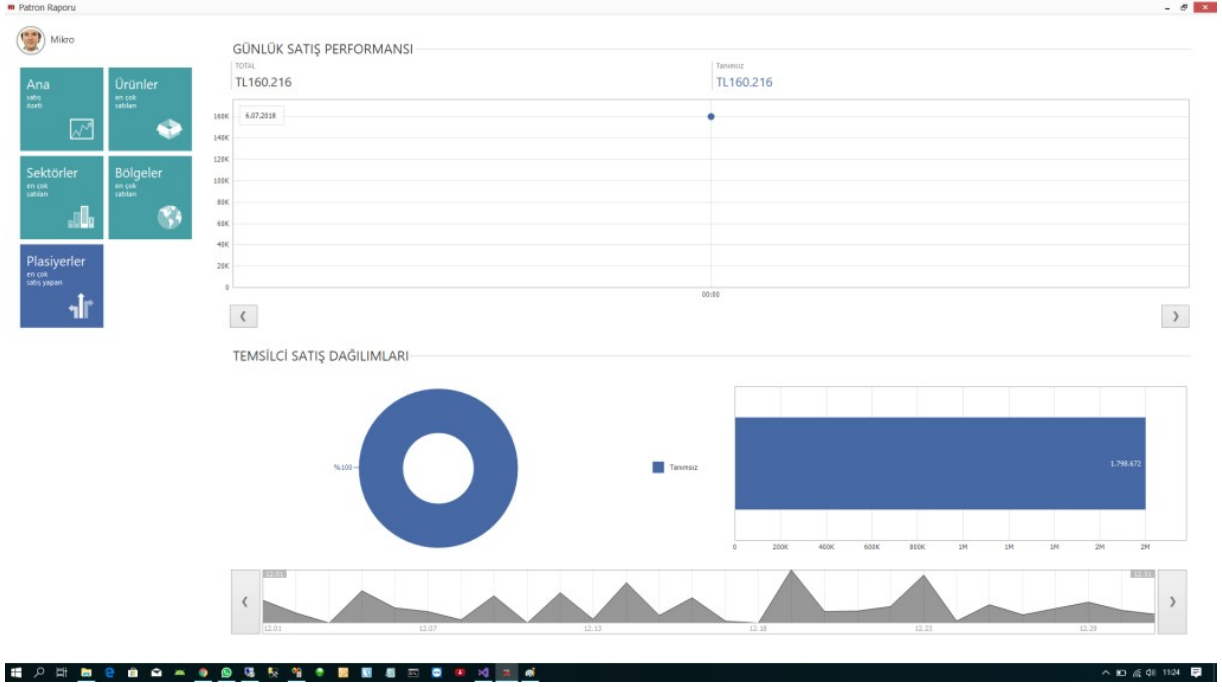 Patron Raporu
Mikro
Ana
satış
özeti
Ürünler
en çok
satılan
Sektörler
en çok
satılan
Bölgeler
en çok
satılan
Plasiyerler
en çok
satış yapan
GÜNLÜK SATIŞ PERFORMANSI
TOTAL
TL160.216
Tanımsız
TL160.216
6.07.2018
160K
140K
120K
100K
80K
60K
40K
20K
0
00:00
TEMSİLCİ SATIŞ DAĞILIMLARI
%100
Tanımsız
1.798.672
0 200K 400K 600K 800K 1M 1M 1M 2M 2M
12.01 12.31
12.01 12.07 12.13 12.18 12.23 12.29
11:24